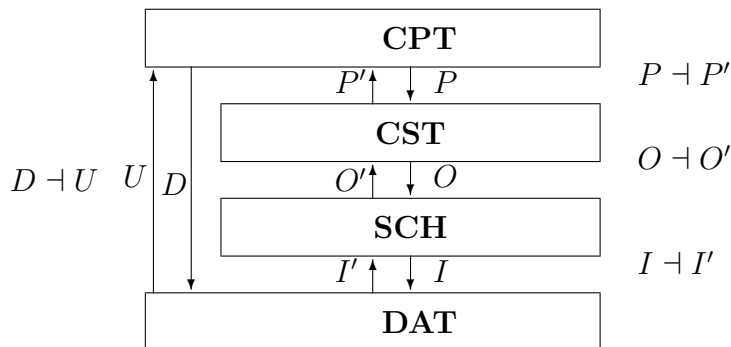 CPT
P′ P P ⊣ P′
CST
D ⊣ U U D O′ O O ⊣ O′
SCH
I′ I I ⊣ I′
DAT